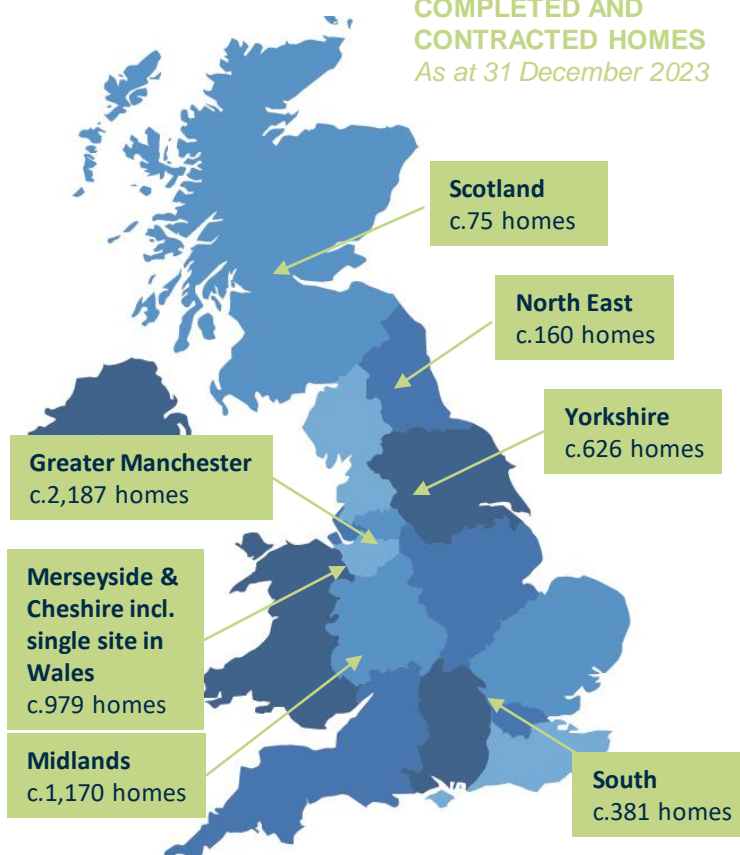 COMPLETED AND
CONTRACTED HOMES
As at 31 December 2023
Scotland
c.75 homes
North East
c.160 homes
Yorkshire
c.626 homes
Greater Manchester
c.2,187 homes
Merseyside &
Cheshire incl.
single site in
Wales
c.979 homes
Midlands
c.1,170 homes
South
c.381 homes